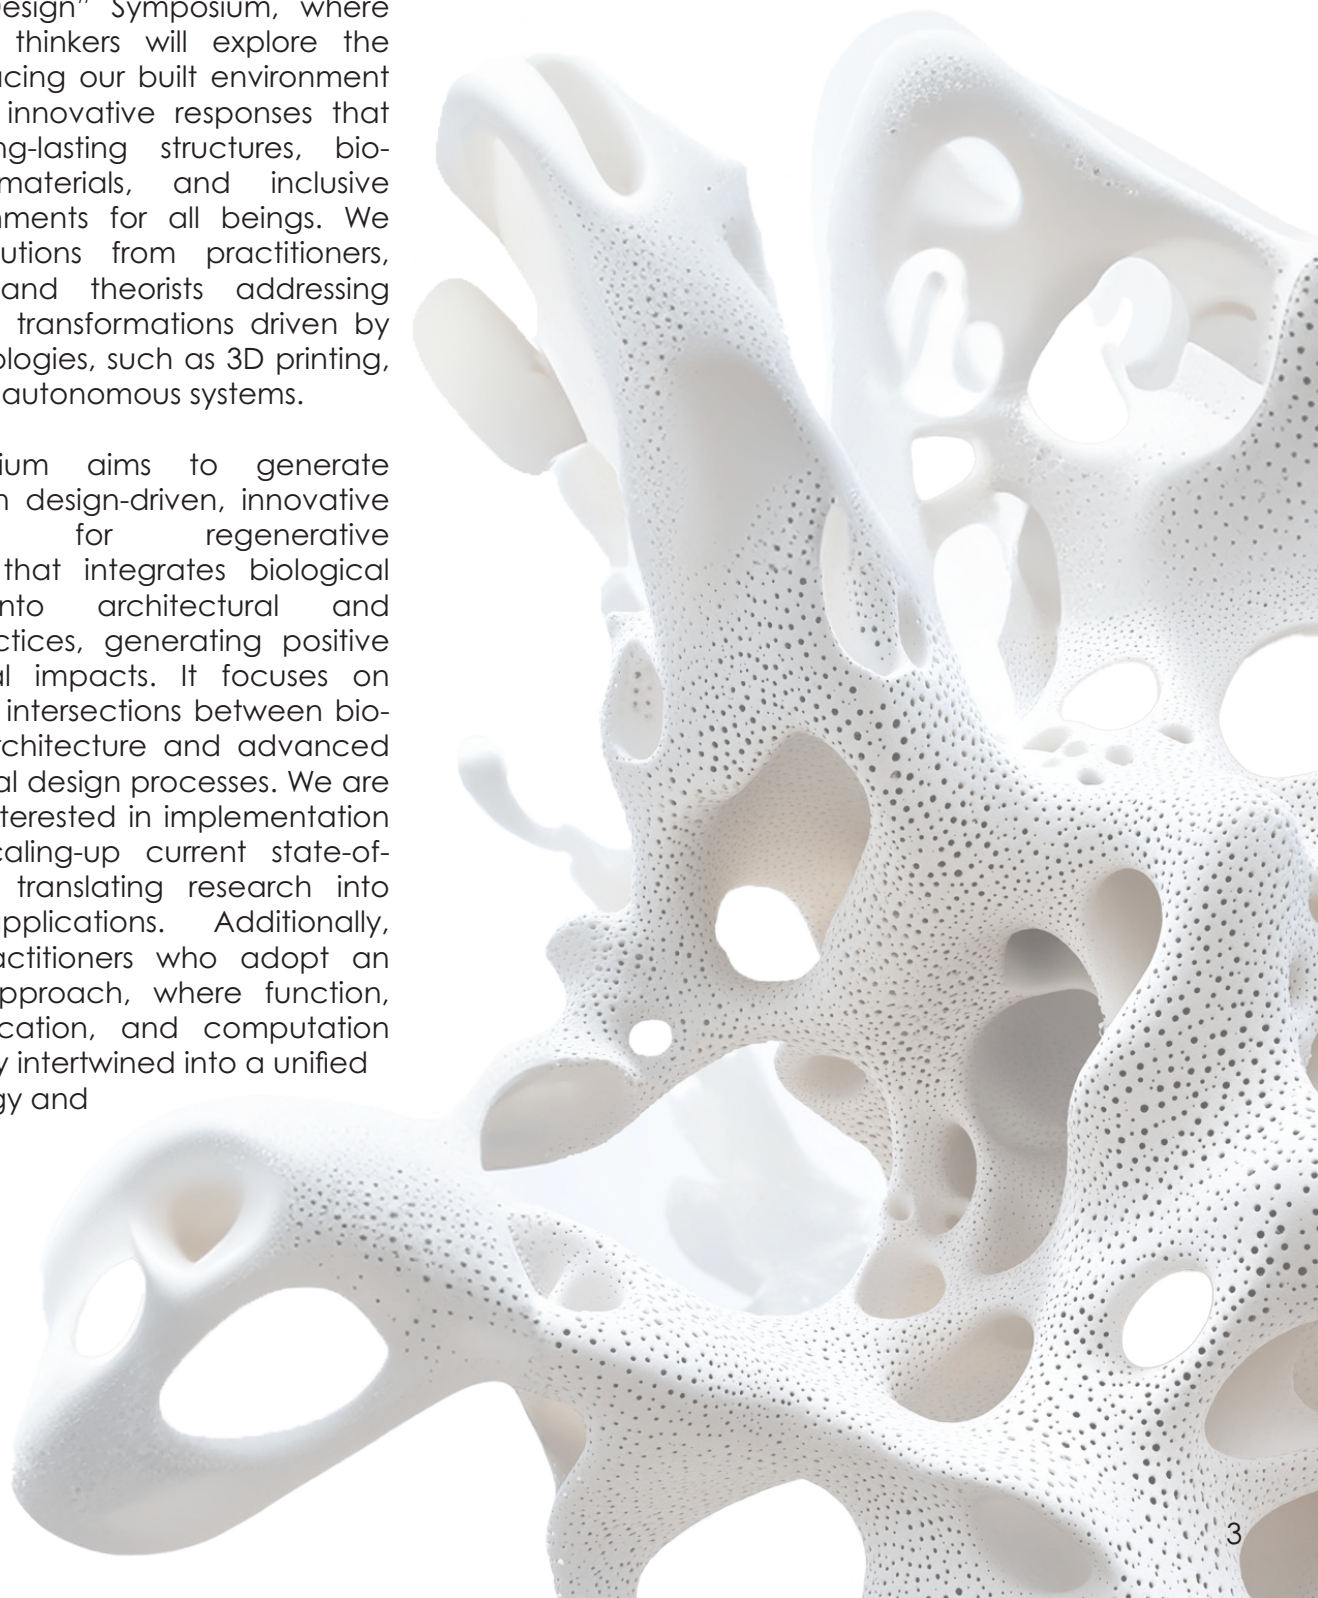 Design” Symposium, where
thinkers will explore the
acing our built environment
innovative responses that
ng-lasting structures, bio-
materials, and inclusive
nments for all beings. We
utions from practitioners,
and theorists addressing
transformations driven by
ologies, such as 3D printing,
autonomous systems.
ium aims to generate
n design-driven, innovative
for regenerative
that integrates biological
nto architectural and
ctices, generating positive
al impacts. It focuses on
intersections between bio-
rchitecture and advanced
al design processes. We are
nterested in implementation
caling-up current state-of-
translating research into
pplications. Additionally,
actitioners who adopt an
pproach, where function,
cation, and computation
y intertwined into a unified
gy and
3